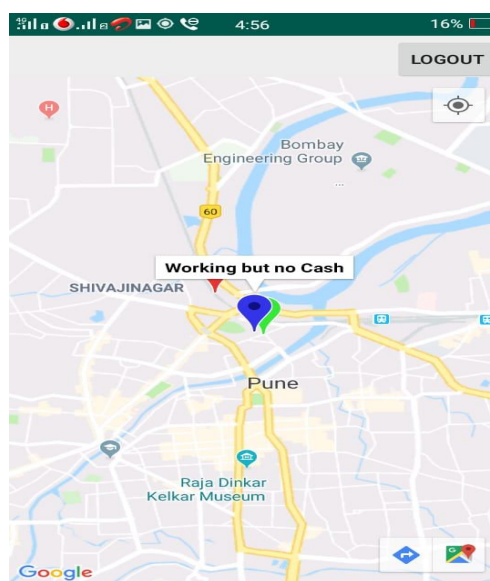 4:56
16%
LOGOUT
H
Bombay
Engineering Group
...
60
Working but no Cash
SHIVAJINAGAR
Pune
Raja Dinkar
Kelkar Museum
G
Google